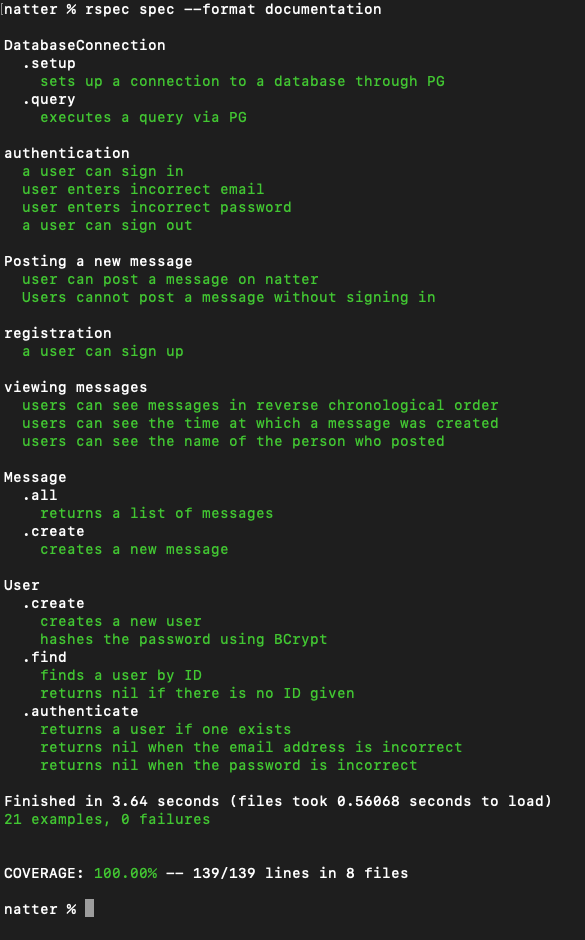 natter % rspec spec --format documentation
DatabaseConnection
.setup
sets up a connection to a database through PG
.query
executes a query via PG
authentication
a user can sign in
user enters incorrect email
user enters incorrect password
a user can sign out
Posting a new message
user can post a message on natter
Users cannot post a message without signing in
registration
a user can sign up
viewing messages
users can see messages in reverse chronological order
users can see the time at which a message was created
users can see the name of the person who posted
Message
.all
returns a list of messages
.create
creates a new message
User
.create
creates a new user
hashes the password using BCrypt
.find
finds a user by ID
returns nil if there is no ID given
.authenticate
returns a user if one exists
returns nil when the email address is incorrect
returns nil when the password is incorrect
Finished in 3.64 seconds (files took 0.56068 seconds to load)
21 examples, 0 failures
COVERAGE: 100.00% -- 139/139 lines in 8 files
natter %